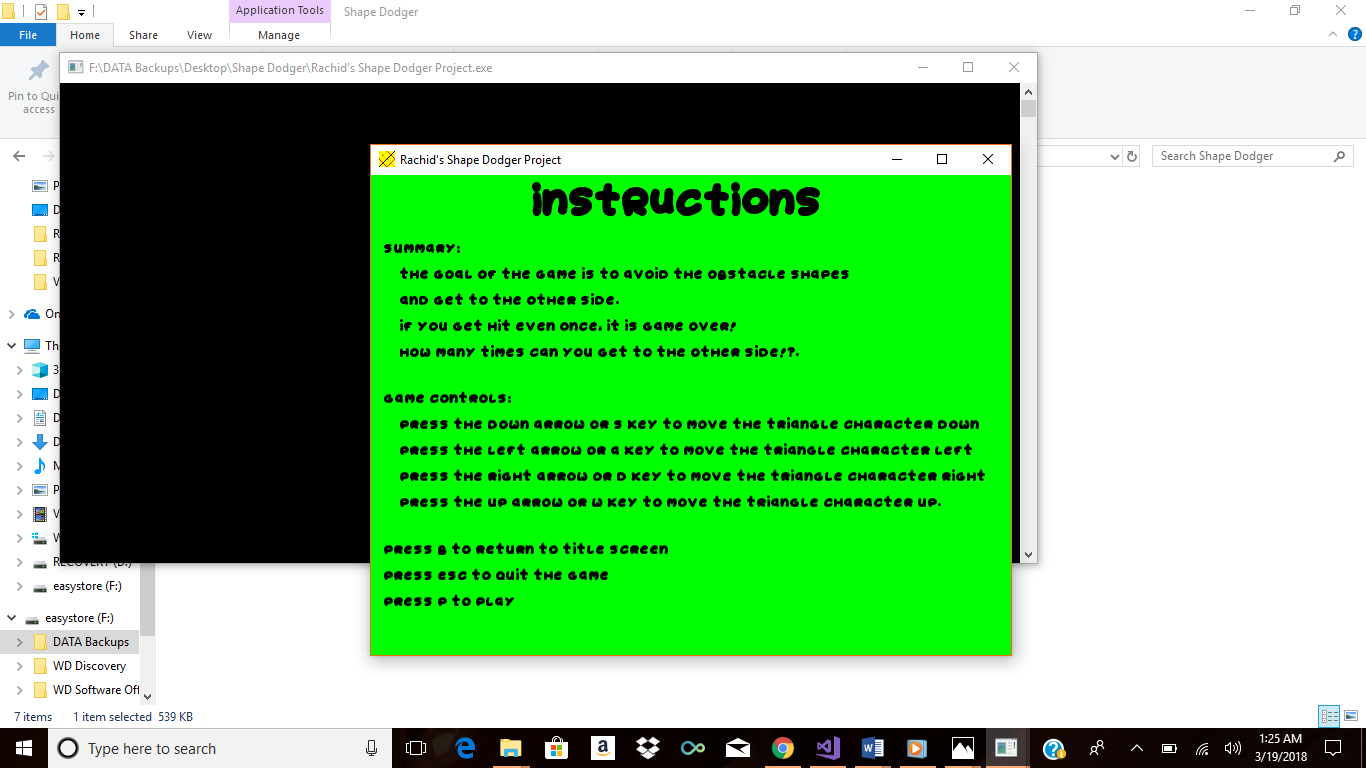 Application Tools
Shape Dodger
File
Home
Share
View
Manage
F:\DATA Backups\Desktop\Shape Dodger\Rachid's Shape Dodger Project.exe
Pin to Qui
access
Rachid's Shape Dodger Project
Search Shape Dodger
INSTRUCTIONS
SUMMARY:
THE GOAL OF THE GAME IS TO AVOID THE OBSTACLE SHAPES
AND GET TO THE OTHER SIDE.
IF YOU GET HIT EVEN ONCE, IT IS GAME OVER!
HOW MANY TIMES CAN YOU GET TO THE OTHER SIDE!?.
GAME CONTROLS:
PRESS THE DOWN ARROW OR S KEY TO MOVE THE TRIANGLE CHARACTER DOWN
PRESS THE LEFT ARROW OR A KEY TO MOVE THE TRIANGLE CHARACTER LEFT
PRESS THE RIGHT ARROW OR D KEY TO MOVE THE TRIANGLE CHARACTER RIGHT
PRESS THE UP ARROW OR W KEY TO MOVE THE TRIANGLE CHARACTER UP.
PRESS B TO RETURN TO TITLE SCREEN
PRESS ESC TO QUIT THE GAME
PRESS P TO PLAY
P
D
R
R
V
On
Th
3
D
D
D
M
P
V
W
RECOVERY (D:)
easystore (F:)
easystore (F:)
DATA Backups
WD Discovery
WD Software Off
7 items
1 item selected 539 KB
Type here to search
1:25 AM
3/19/2018